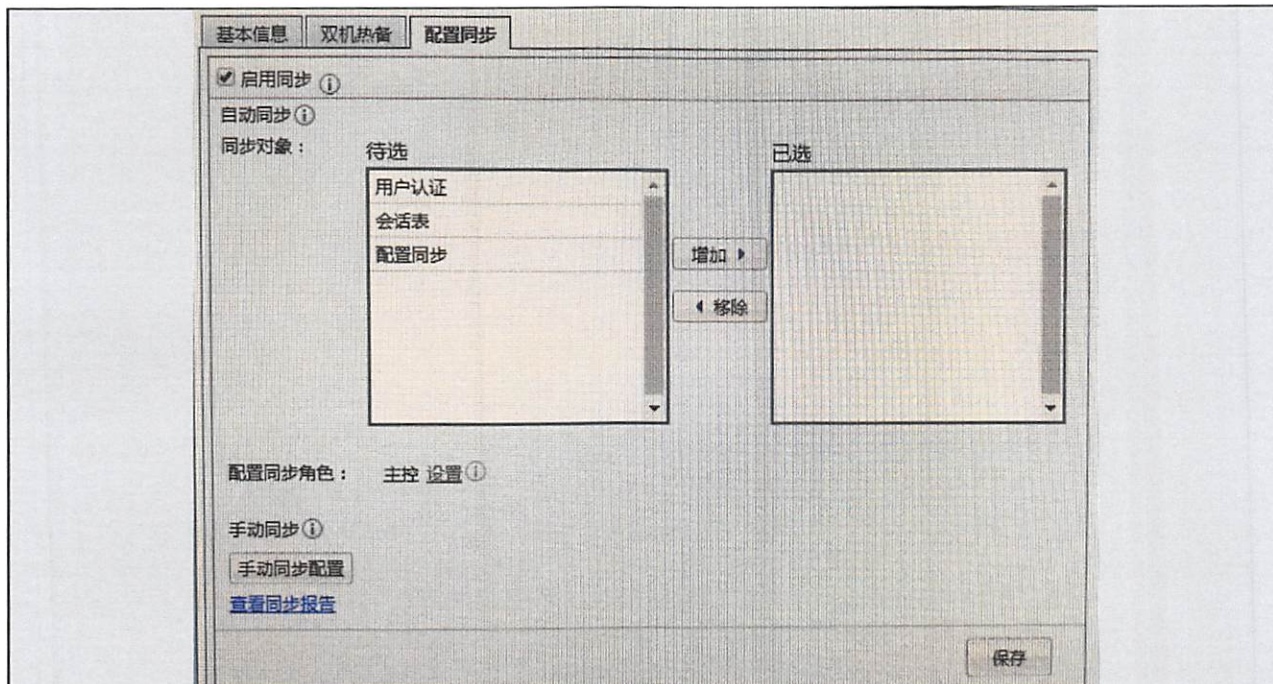 基本信息 双机热备 配置同步
启用同步
自动同步
同步对象：
待选 已选
用户认证
会话表
配置同步
增加
移除
配置同步角色： 主控 设置
手动同步
手动同步配置
查看同步报告
保存